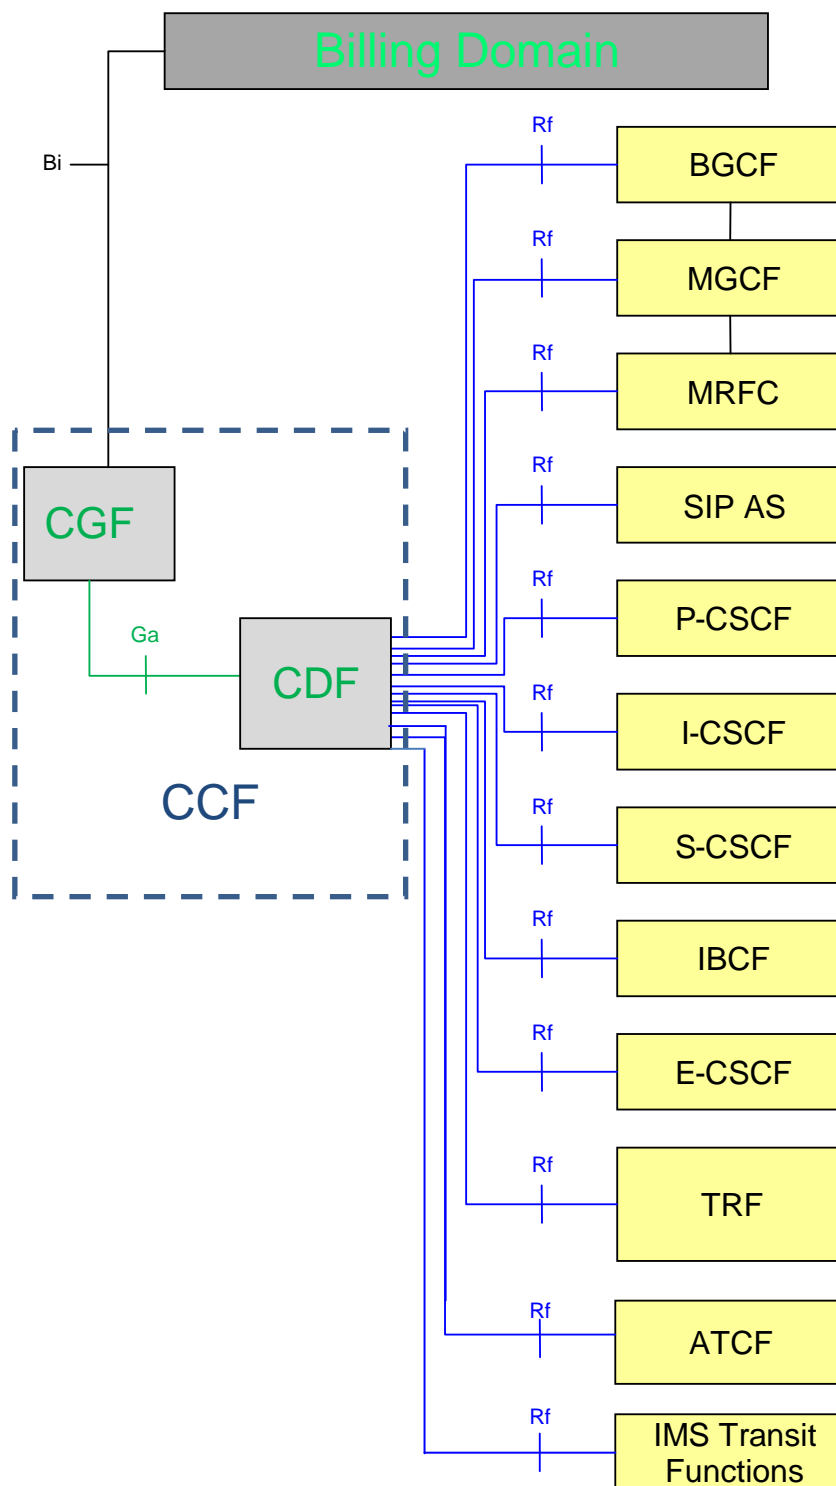 Billing Domain
Bi
Rf
BGCF
Rf
MGCF
Rf
MRFC
CGF
Rf
SIP AS
Rf
P-CSCF
Ga
CDF
Rf
I-CSCF
CCF
Rf
S-CSCF
Rf
IBCF
Rf
E-CSCF
Rf
TRF
Rf
ATCF
Rf
IMS Transit
Functions